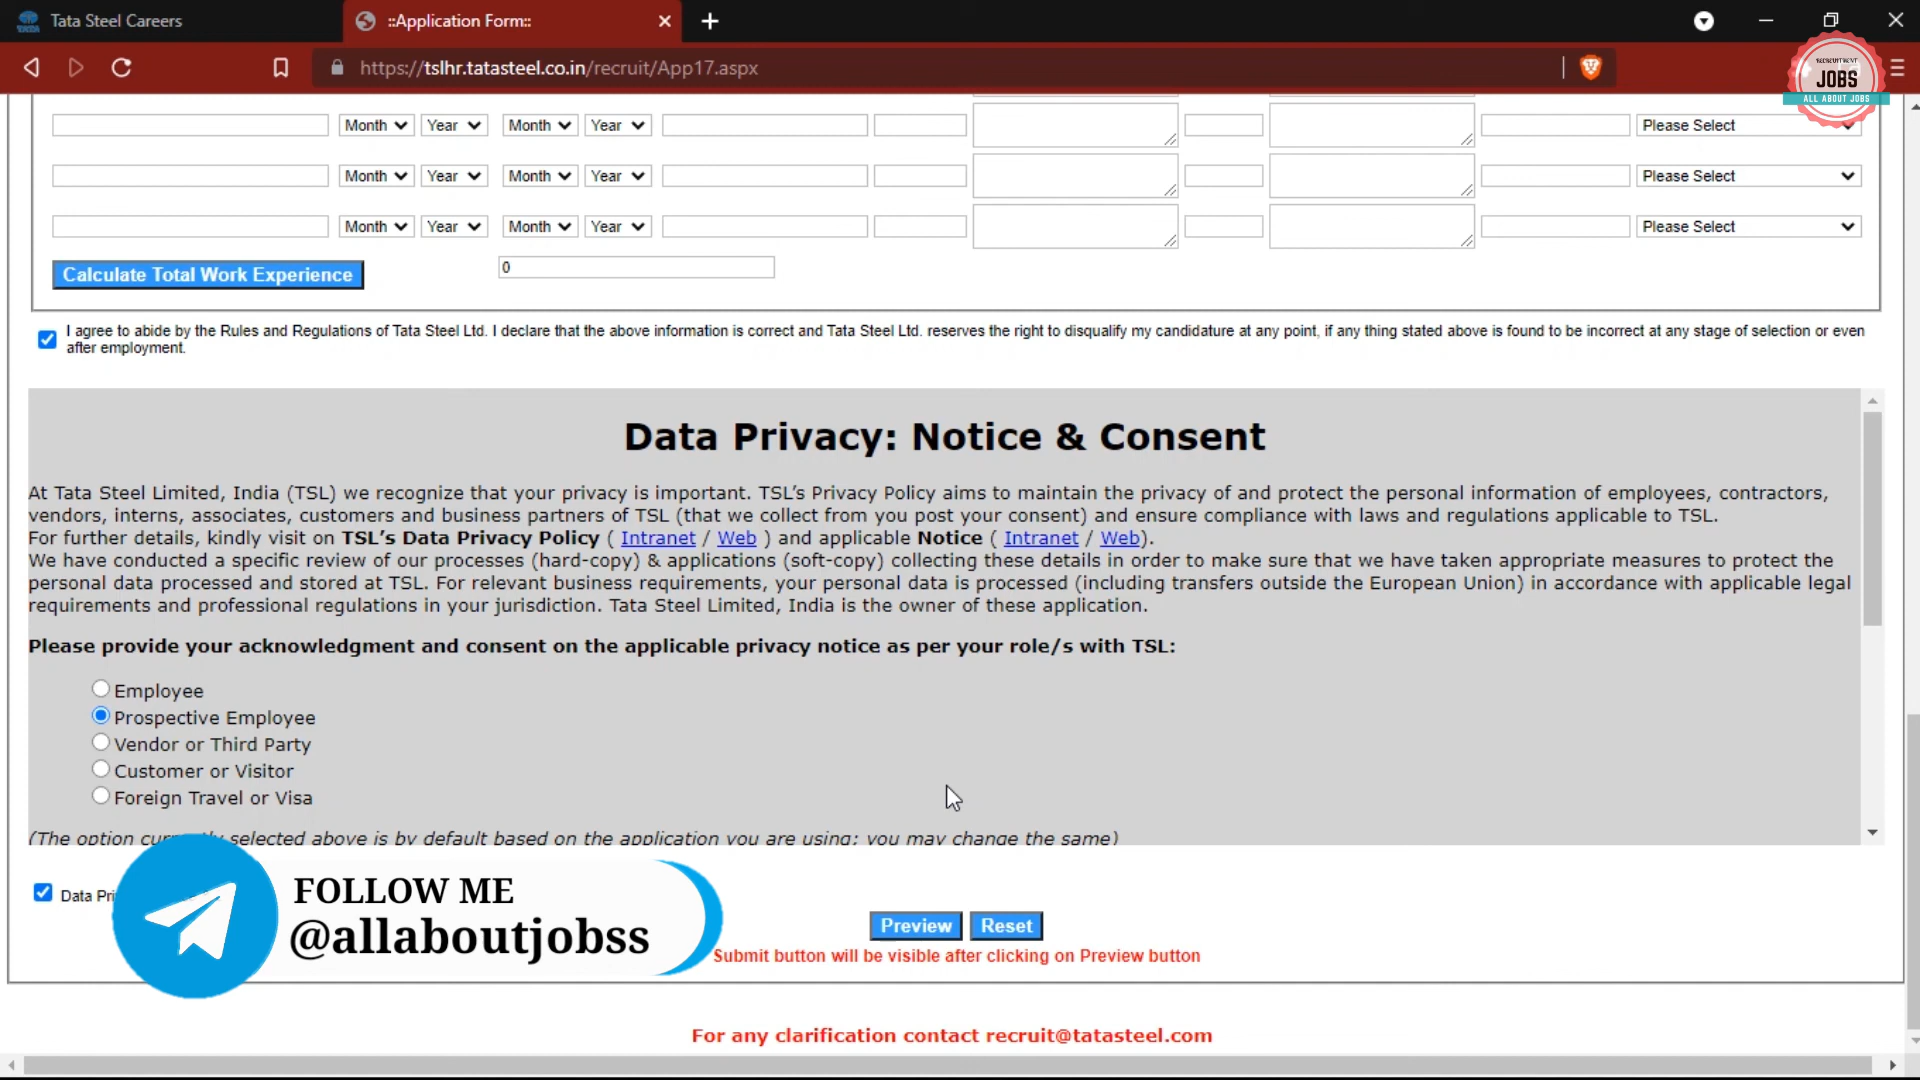 Tata Steel Careers
::Application Form::
https://tslhr.tatasteel.co.in/recruit/App17.aspx
RECRUITMENT
JOBS
ALL ABOUT JOBS
Month Year Month Year Please Select
Month Year Month Year Please Select
Month Year Month Year Please Select
Calculate Total Work Experience 0
I agree to abide by the Rules and Regulations of Tata Steel Ltd. I declare that the above information is correct and Tata Steel Ltd. reserves the right to disqualify my candidature at any point, if any thing stated above is found to be incorrect at any stage of selection or even
after employment.
Data Privacy: Notice & Consent
At Tata Steel Limited, India (TSL) we recognize that your privacy is important. TSL’s Privacy Policy aims to maintain the privacy of and protect the personal information of employees, contractors,
vendors, interns, associates, customers and business partners of TSL (that we collect from you post your consent) and ensure compliance with laws and regulations applicable to TSL.
For further details, kindly visit on TSL’s Data Privacy Policy ( Intranet / Web ) and applicable Notice ( Intranet / Web).
We have conducted a specific review of our processes (hard-copy) & applications (soft-copy) collecting these details in order to make sure that we have taken appropriate measures to protect the
personal data processed and stored at TSL. For relevant business requirements, your personal data is processed (including transfers outside the European Union) in accordance with applicable legal
requirements and professional regulations in your jurisdiction. Tata Steel Limited, India is the owner of these application.
Please provide your acknowledgment and consent on the applicable privacy notice as per your role/s with TSL:
Employee
Prospective Employee
Vendor or Third Party
Customer or Visitor
Foreign Travel or Visa
(The option currently selected above is by default based on the application you are using; you may change the same)
Data
FOLLOW ME
@allaboutjobss
Preview Reset
Submit button will be visible after clicking on Preview button
For any clarification contact recruit@tatasteel.com